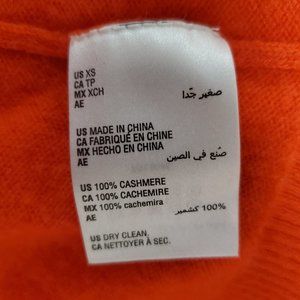 US XS
CA TP
MX XCH
AE صغير جّدا
US MADE IN CHINA
CA FABRIQUÉ EN CHINE
MX HECHO EN CHINA
AE صّنع في الصين
US 100% CASHMERE
CA 100% CACHEMIRE
MX 100% cachemira
AE 100% كشمير
US DRY CLEAN,
CA NETTOYER À SEC.